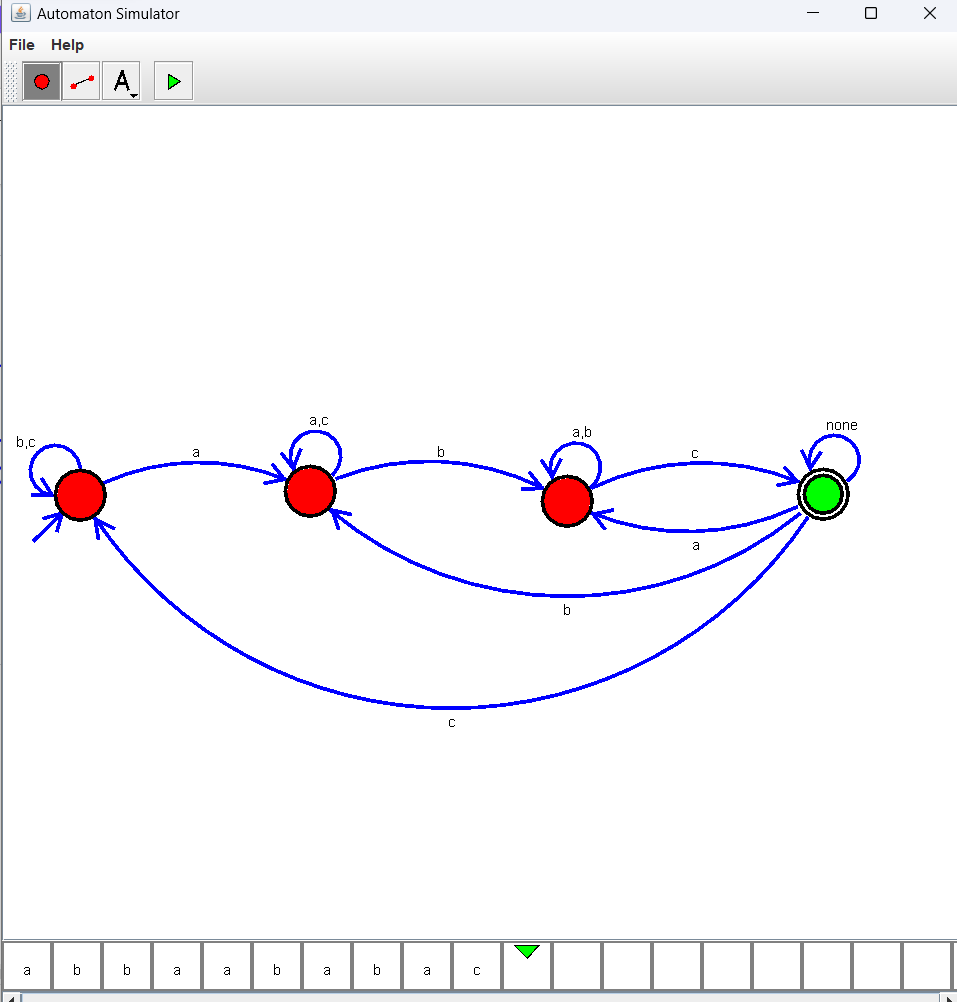 Automaton Simulator
File Help
A
none
a,c
a,b
b,c
a
b
c
a
b
c
a b b a a b a b a c